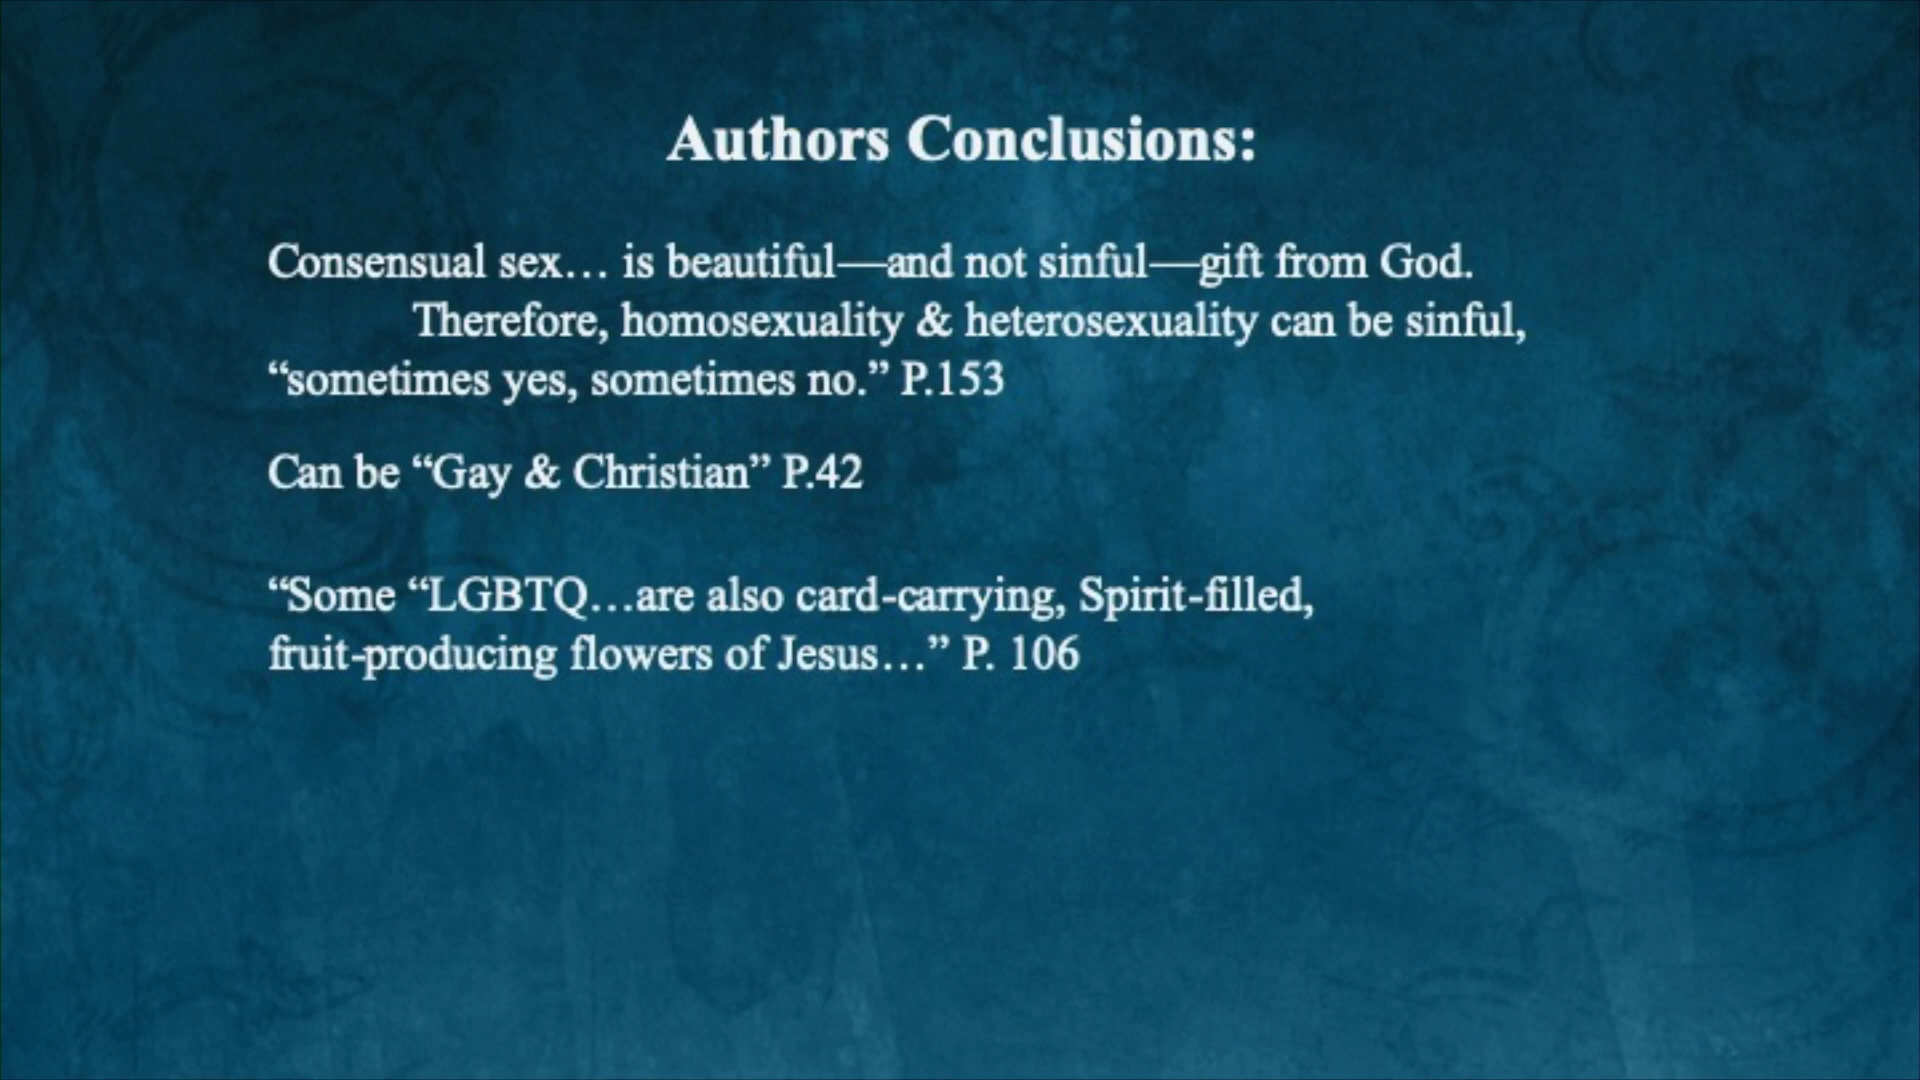 Authors Conclusions:
Consensual sex… is beautiful—and not sinful—gift from God.
Therefore, homosexuality & heterosexuality can be sinful,
“sometimes yes, sometimes no.” P.153
Can be “Gay & Christian” P.42
“Some “LGBTQ…are also card-carrying, Spirit-filled,
fruit-producing flowers of Jesus…” P. 106